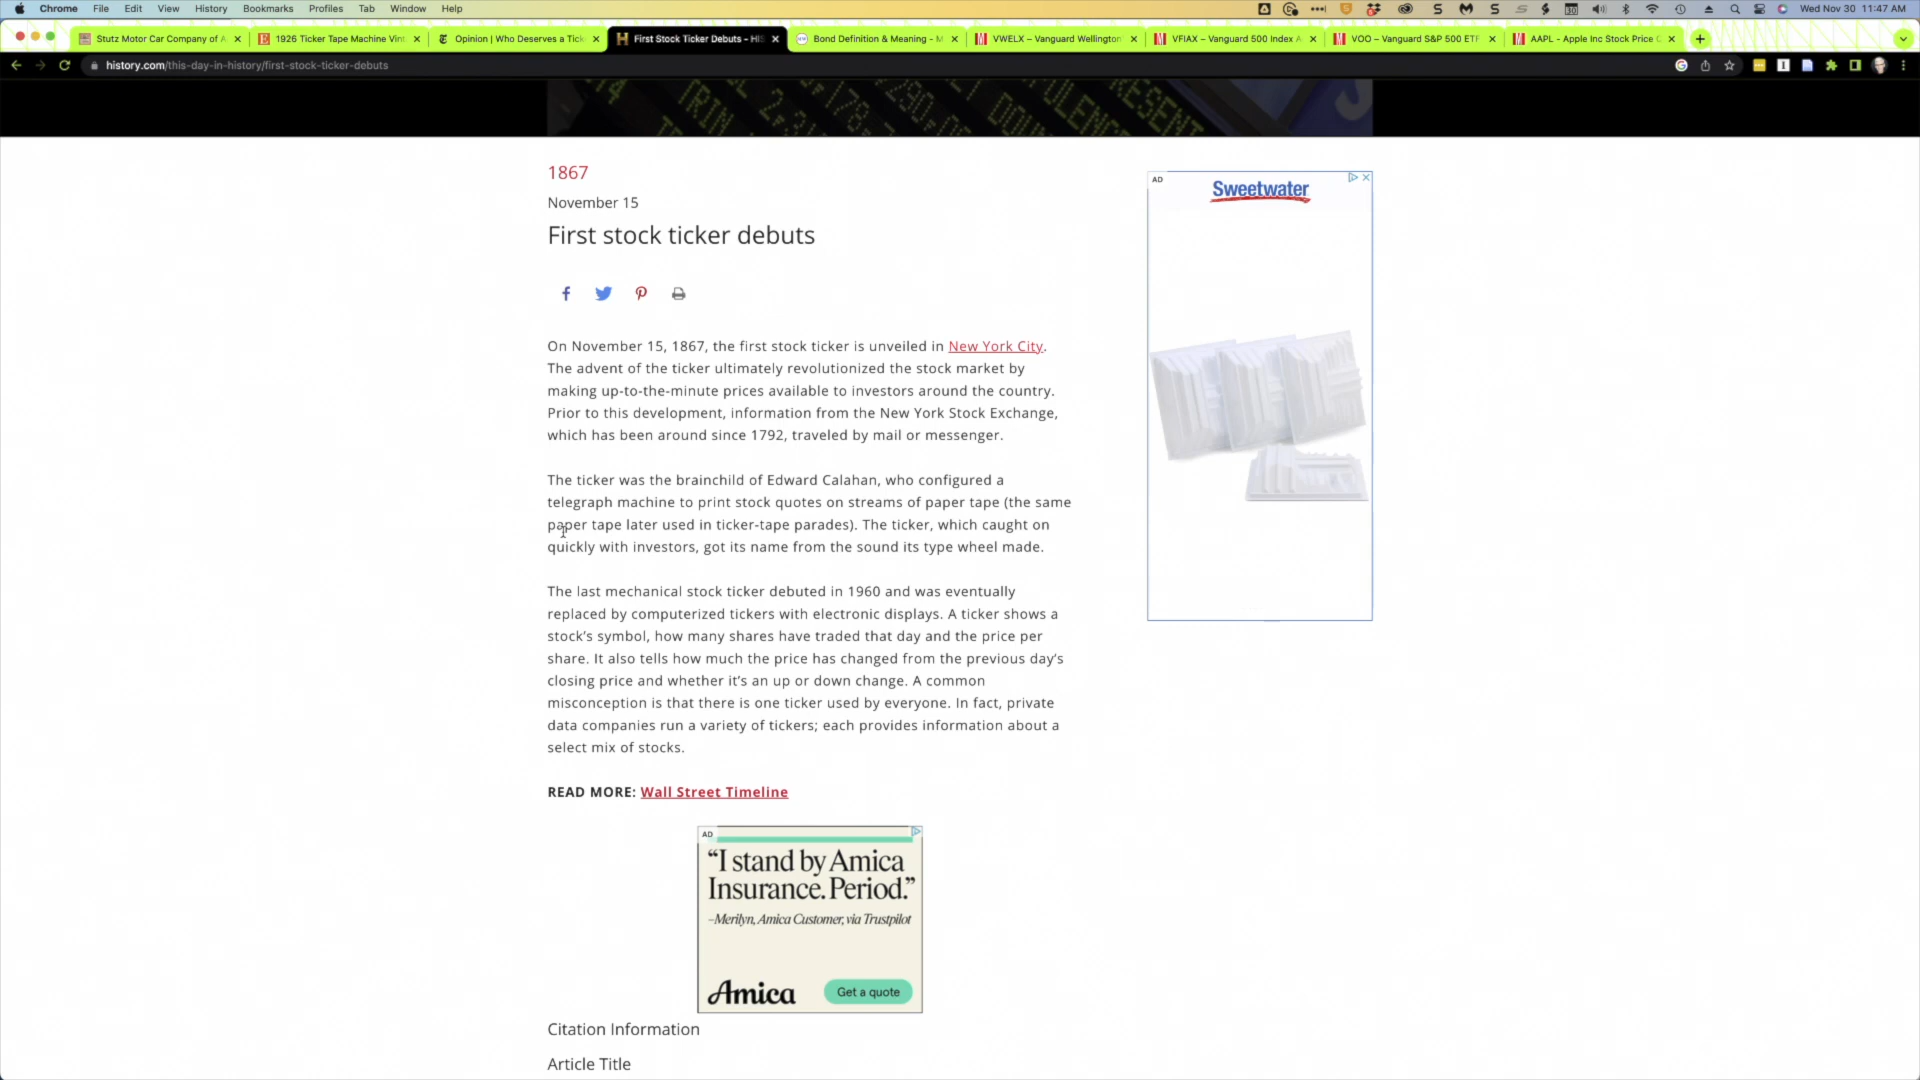 Chrome File Edit View History Bookmarks Profiles Tab Window Help
Wed Nov 30 11:47 AM
Stutz Motor Car Company of A
1926 Ticker Tape Machine Vint
Opinion | Who Deserves a Tick
First Stock Ticker Debuts – HIS
Bond Definition & Meaning – M
VWELX – Vanguard Wellington
VFIAX – Vanguard 500 Index A
VOO – Vanguard S&P 500 ETF
AAPL - Apple Inc Stock Price
history.com/this-day-in-history/first-stock-ticker-debuts
1867
November 15
First stock ticker debuts
On November 15, 1867, the first stock ticker is unveiled in New York City.
The advent of the ticker ultimately revolutionized the stock market by
making up-to-the-minute prices available to investors around the country.
Prior to this development, information from the New York Stock Exchange,
which has been around since 1792, traveled by mail or messenger.
The ticker was the brainchild of Edward Calahan, who configured a
telegraph machine to print stock quotes on streams of paper tape (the same
paper tape later used in ticker-tape parades). The ticker, which caught on
quickly with investors, got its name from the sound its type wheel made.
The last mechanical stock ticker debuted in 1960 and was eventually
replaced by computerized tickers with electronic displays. A ticker shows a
stock's symbol, how many shares have traded that day and the price per
share. It also tells how much the price has changed from the previous day's
closing price and whether it's an up or down change. A common
misconception is that there is one ticker used by everyone. In fact, private
data companies run a variety of tickers; each provides information about a
select mix of stocks.
READ MORE: Wall Street Timeline
AD
Sweetwater
AD
“I stand by Amica
Insurance. Period.”
–Merilyn, Amica Customer, via Trustpilot
Amica
Get a quote
Citation Information
Article Title